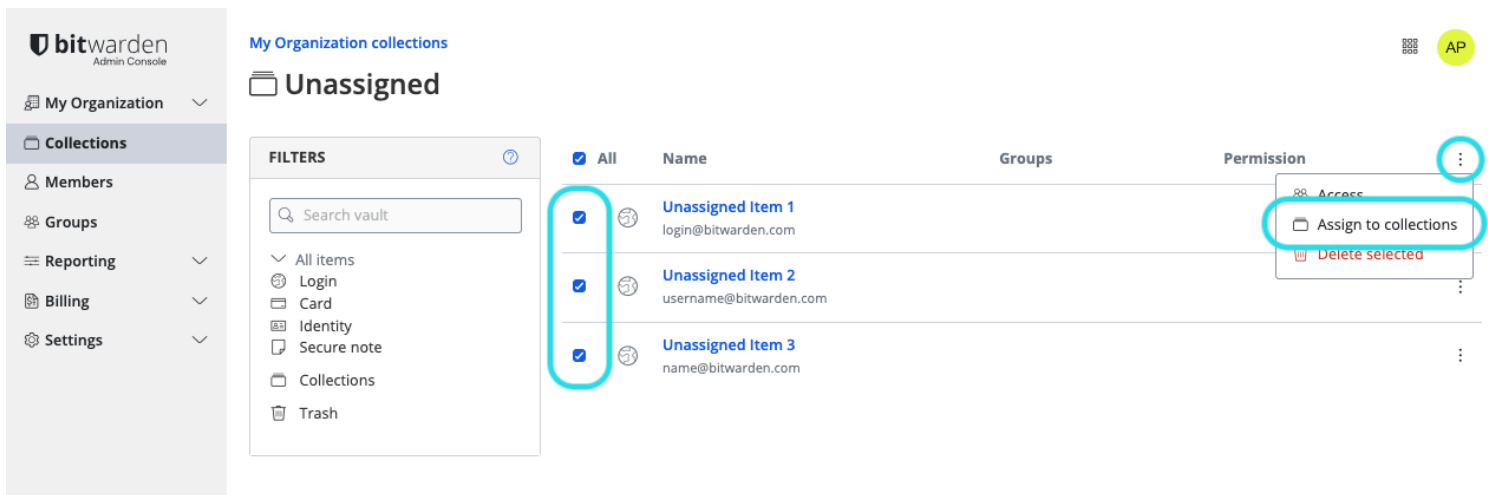 bitwarden
Admin Console
My Organization
Collections
Members
Groups
Reporting
Billing
Settings
My Organization collections
Unassigned
AP
FILTERS
Search vault
All items
Login
Card
Identity
Secure note
Collections
Trash
All Name Groups Permission
Unassigned Item 1
login@bitwarden.com
Unassigned Item 2
username@bitwarden.com
Unassigned Item 3
name@bitwarden.com
Access
Assign to collections
Delete selected